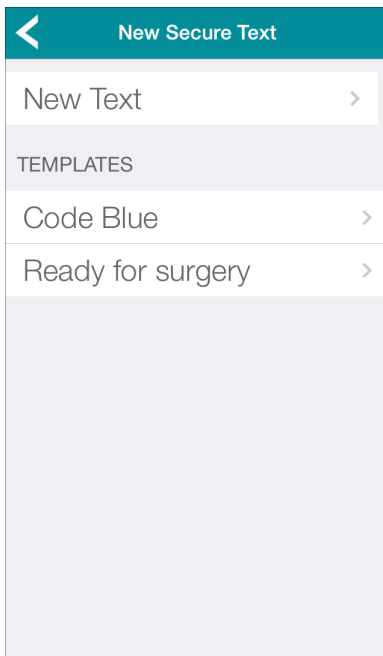 New Secure Text
New Text
TEMPLATES
Code Blue
Ready for surgery